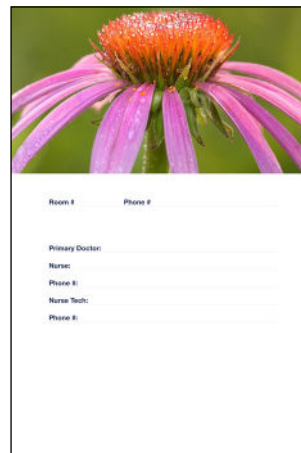 Room # Phone #
Primary Doctor:
Nurse:
Phone #:
Nurse Tech:
Phone #: